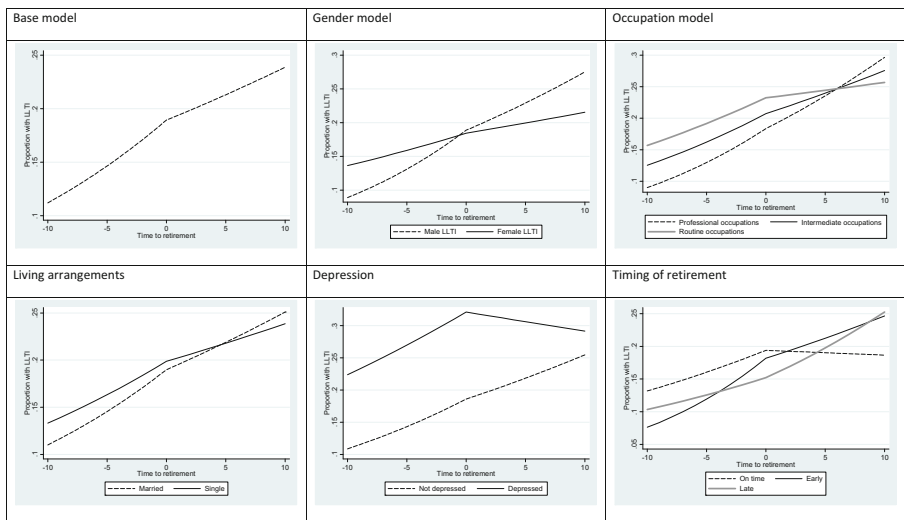 Base model
Gender model
Occupation model
Proportion with LLTI
.1 .15 .2 .25
-10 -5 0 5 10
Time to retirement
Proportion with LLTI
.1 .15 .2 .25 .3
-10 -5 0 5 10
Time to retirement
Male LLTI Female LLTI
Proportion with LLTI
.1 .15 .2 .25 .3
-10 -5 0 5 10
Time to retirement
Professional occupations Intermediate occupations
Routine occupations
Living arrangements
Depression
Timing of retirement
Proportion with LLTI
.1 .15 .2 .25
-10 -5 0 5 10
Time to retirement
Married Single
Proportion with LLTI
.1 .15 .2 .25 .3
-10 -5 0 5 10
Time to retirement
Not depressed Depressed
Proportion with LLTI
.05 .1 .15 .2 .25
-10 -5 0 5 10
Time to retirement
On time Early
Late